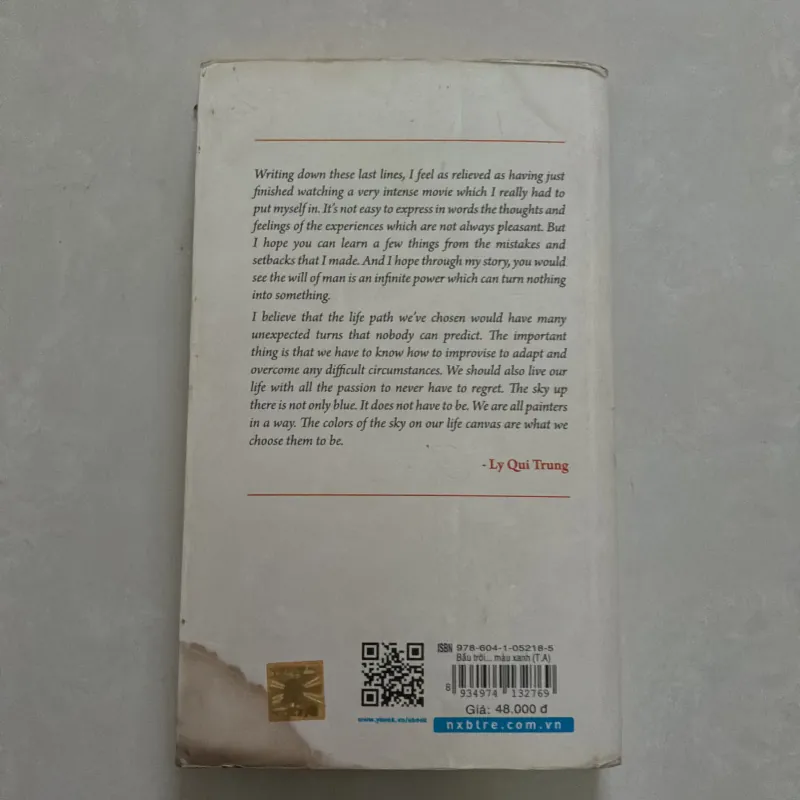 Writing down these last lines, I feel as relieved as having just
finished watching a very intense movie which I really had to
put myself in. It's not easy to express in words the thoughts and
feelings of the experiences which are not always pleasant. But
I hope you can learn a few things from the mistakes and
setbacks that I made. And I hope through my story, you would
see the will of man is an infinite power which can turn nothing
into something.
I believe that the life path we've chosen would have many
unexpected turns that nobody can predict. The important
thing is that we have to know how to improvise to adapt and
overcome any difficult circumstances. We should also live our
life with all the passion to never have to regret. The sky up
there is not only blue. It does not have to be. We are all painters
in a way. The colors of the sky on our life canvas are what we
choose them to be.
- Ly Qui Trung
ISBN 978-604-1-05218-5
Bầu trời... màu xanh (T.A)
8 934974 132769
Giá: 48.000 đ
www.ybook.vn/ebook
nxbtre.com.vn